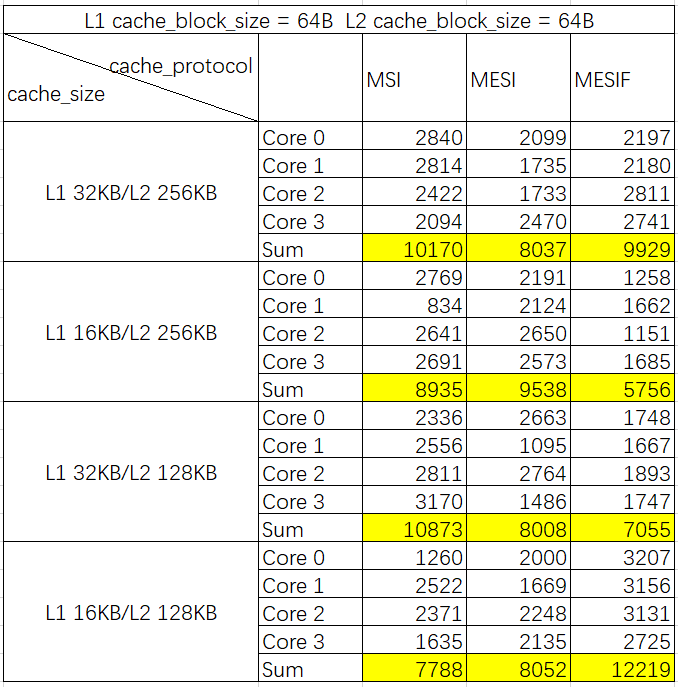 L1 cache_block_size = 64B L2 cache_block_size = 64B
cache_protocol
cache_size
MSI MESI MESIF
L1 32KB/L2 256KB
Core 0 2840 2099 2197
Core 1 2814 1735 2180
Core 2 2422 1733 2811
Core 3 2094 2470 2741
Sum 10170 8037 9929
L1 16KB/L2 256KB
Core 0 2769 2191 1258
Core 1 834 2124 1662
Core 2 2641 2650 1151
Core 3 2691 2573 1685
Sum 8935 9538 5756
L1 32KB/L2 128KB
Core 0 2336 2663 1748
Core 1 2556 1095 1667
Core 2 2811 2764 1893
Core 3 3170 1486 1747
Sum 10873 8008 7055
L1 16KB/L2 128KB
Core 0 1260 2000 3207
Core 1 2522 1669 3156
Core 2 2371 2248 3131
Core 3 1635 2135 2725
Sum 7788 8052 12219